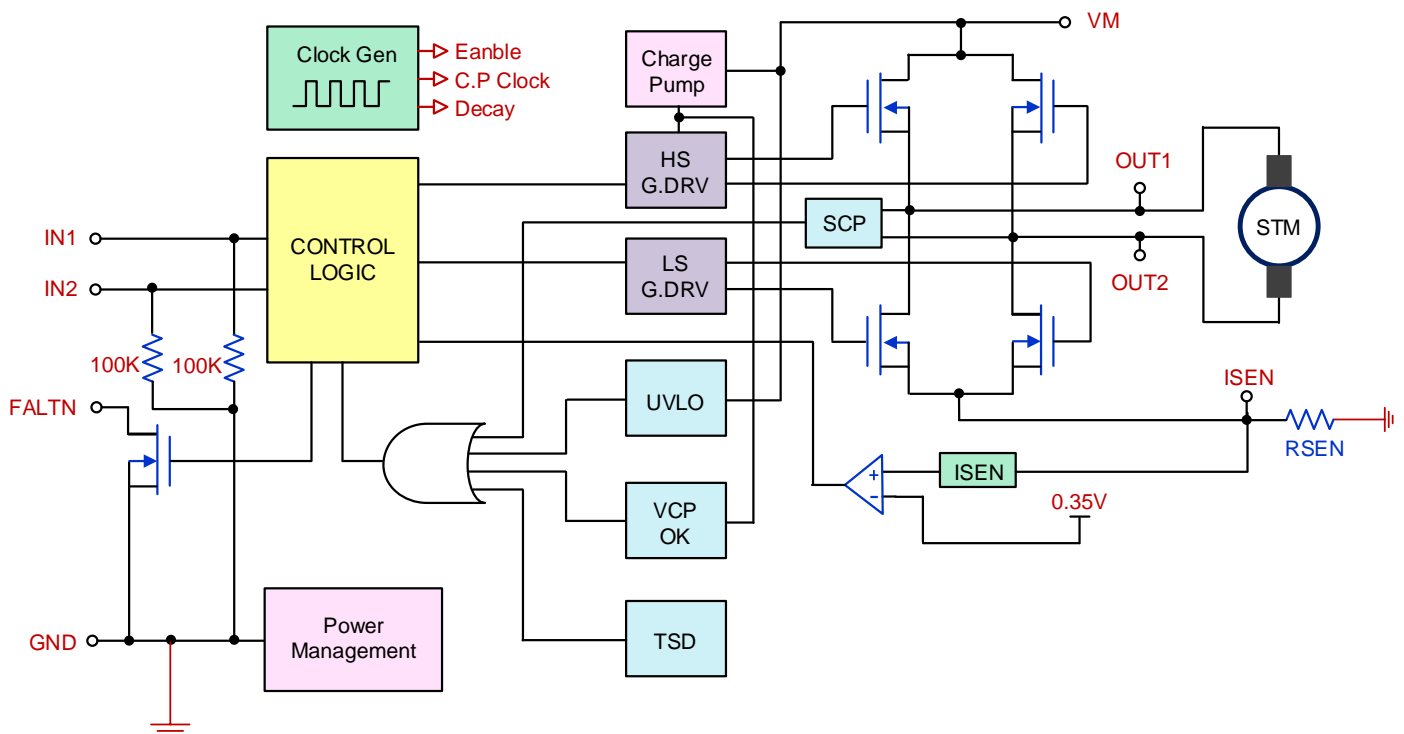 VM
Clock Gen
Eanble
C.P Clock
Decay
Charge
Pump
HS
G.DRV
OUT1
SCP
STM
IN1
CONTROL
LOGIC
LS
G.DRV
OUT2
IN2
100K
100K
ISEN
FALTN
UVLO
RSEN
ISEN
+
-
0.35V
VCP
OK
Power
Management
TSD
GND